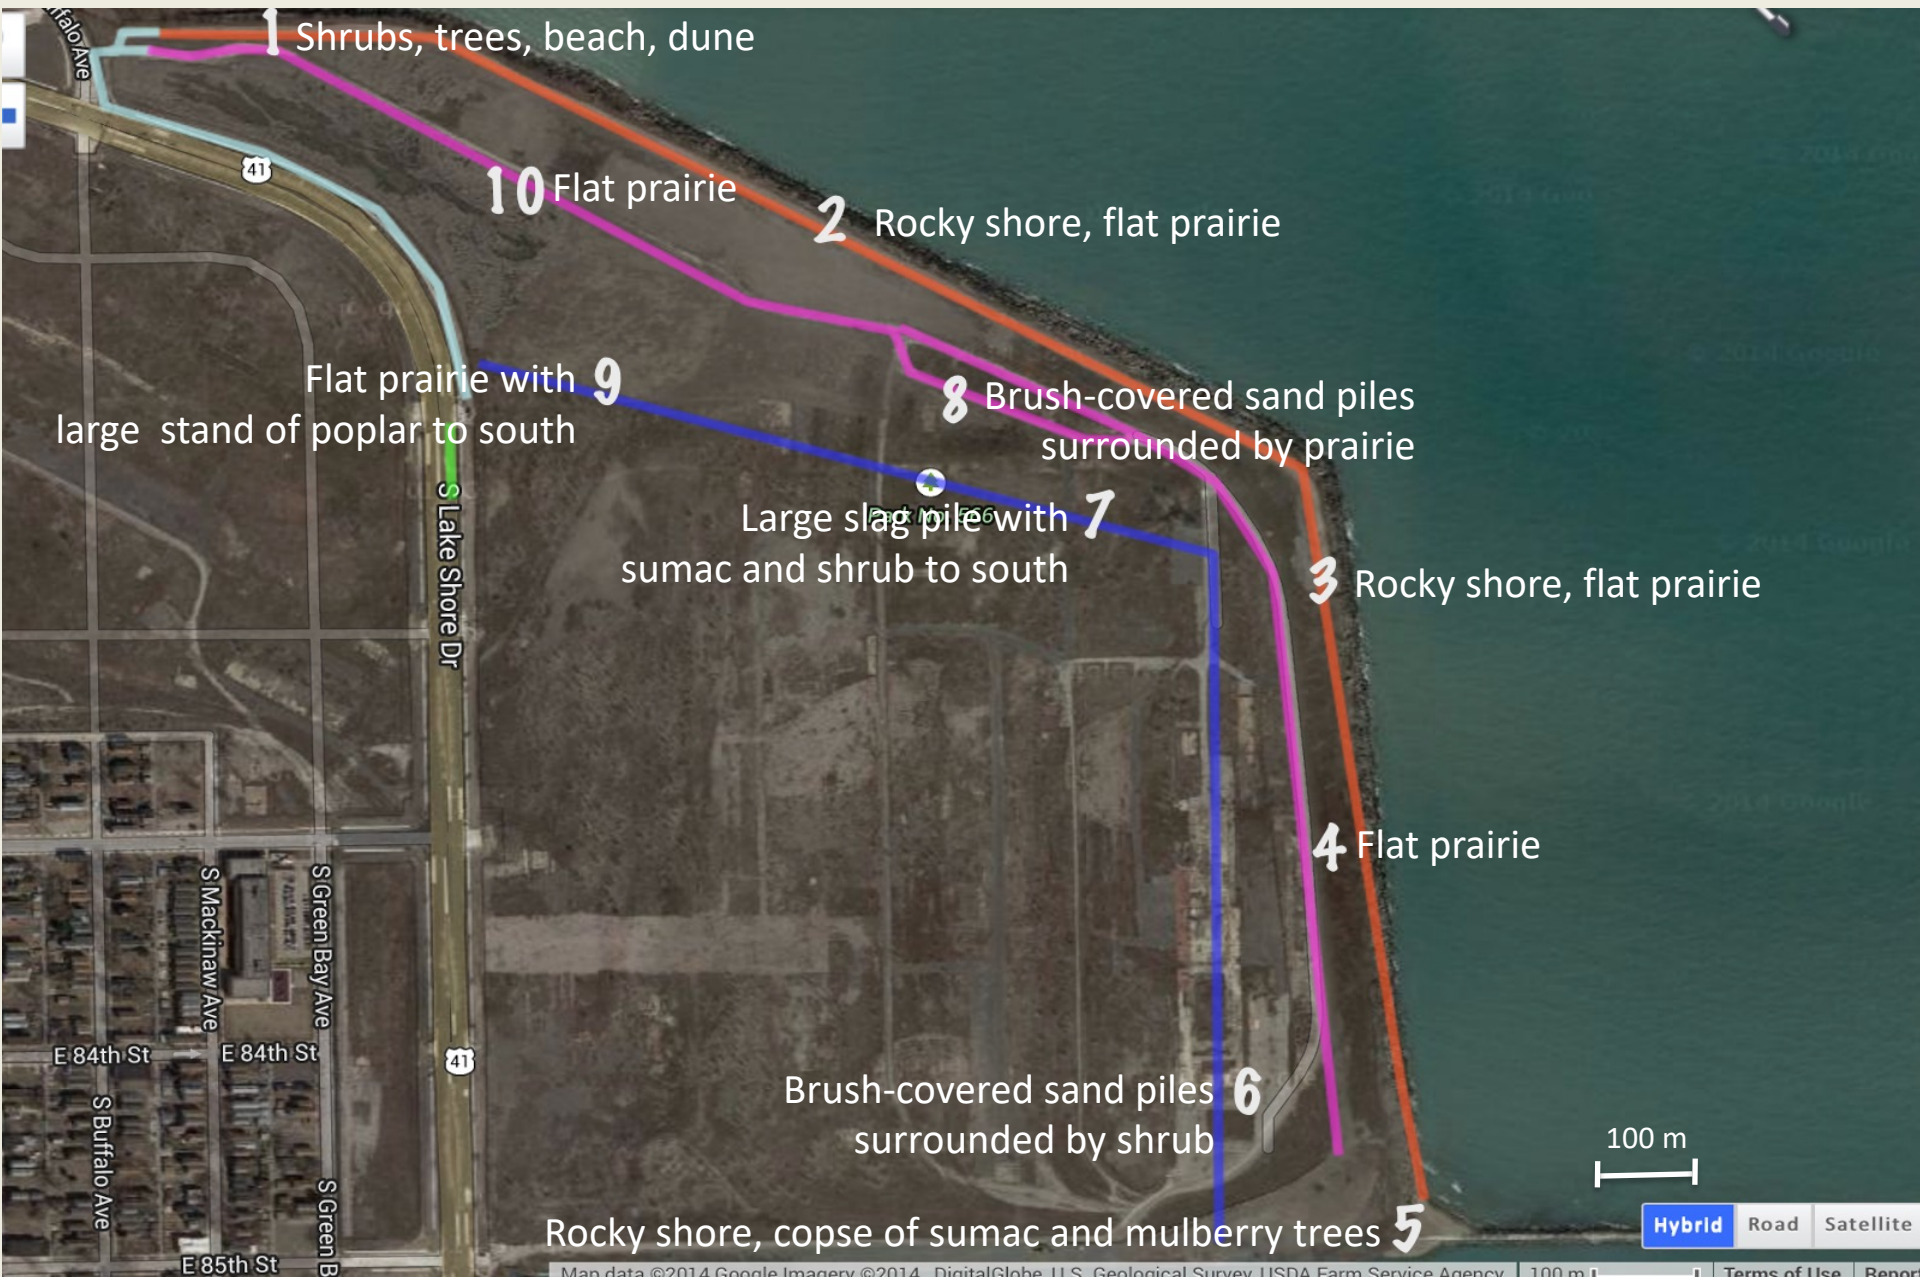 ffalo Ave
1 Shrubs, trees, beach, dune
41
10 Flat prairie
2 Rocky shore, flat prairie
Flat prairie with 9
large stand of poplar to south
8 Brush-covered sand piles
surrounded by prairie
Park No. 566
Large slag pile with 7
sumac and shrub to south
S Lake Shore Dr
3 Rocky shore, flat prairie
4 Flat prairie
S Mackinaw Ave
S Green Bay Ave
E 84th St
E 84th St
41
Brush-covered sand piles 6
surrounded by shrub
S Buffalo Ave
S Green B
100 m
Rocky shore, copse of sumac and mulberry trees 5
Hybrid Road Satellite
E 85th St
Map data ©2014 Google Imagery ©2014 , DigitalGlobe, U.S. Geological Survey, USDA Farm Service Agency 100 m Terms of Use Report